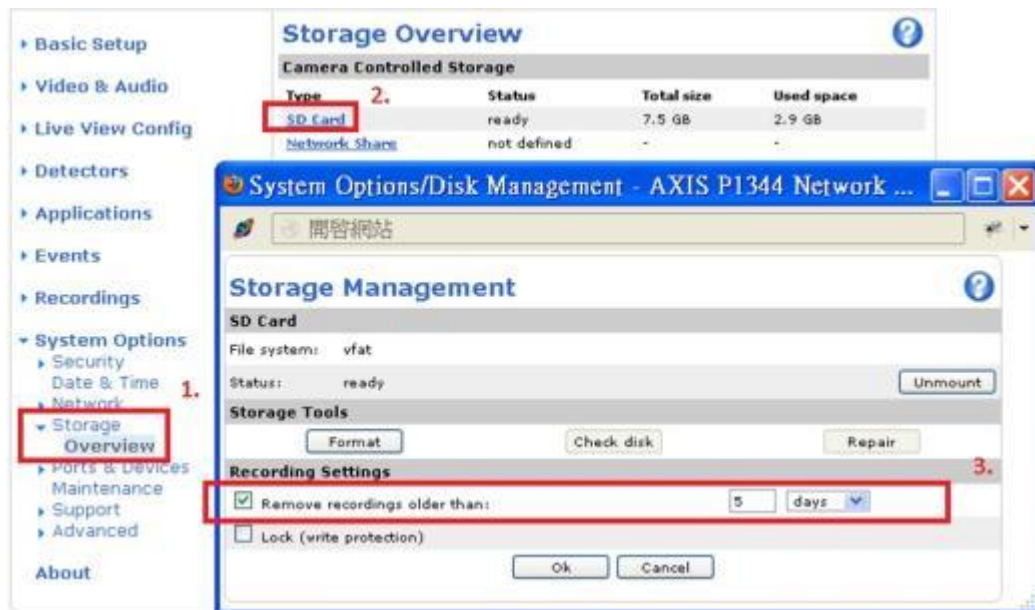 Basic Setup
Video & Audio
Live View Config
Detectors
Applications
Events
Recordings
System Options
Security
Date & Time
1.
Network
Storage
Overview
Ports & Devices
Maintenance
Support
Advanced
About
Storage Overview
Camera Controlled Storage
Type 2. Status Total size Used space
SD Card ready 7.5 GB 2.9 GB
Network Share not defined - -
System Options/Disk Management - AXIS P1344 Network ...
開啓網站
Storage Management
SD Card
File system: vfat
Status: ready Unmount
Storage Tools
Format Check disk Repair
Recording Settings 3.
Remove recordings older than: 5 days
Lock (write protection)
Ok Cancel